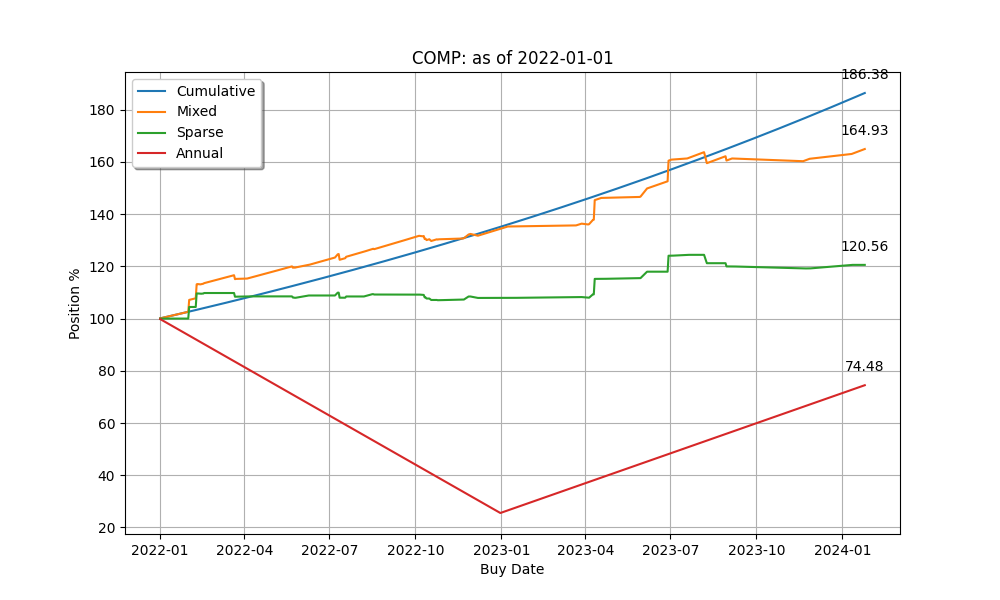 COMP: as of 2022-01-01
Cumulative
Mixed
Sparse
Annual
186.38
164.93
120.56
74.48
Position %
180
160
140
120
100
80
60
40
20
2022-01 2022-04 2022-07 2022-10 2023-01 2023-04 2023-07 2023-10 2024-01
Buy Date